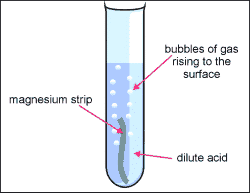 bubbles of gas
rising to the
surface
magnesium strip
dilute acid